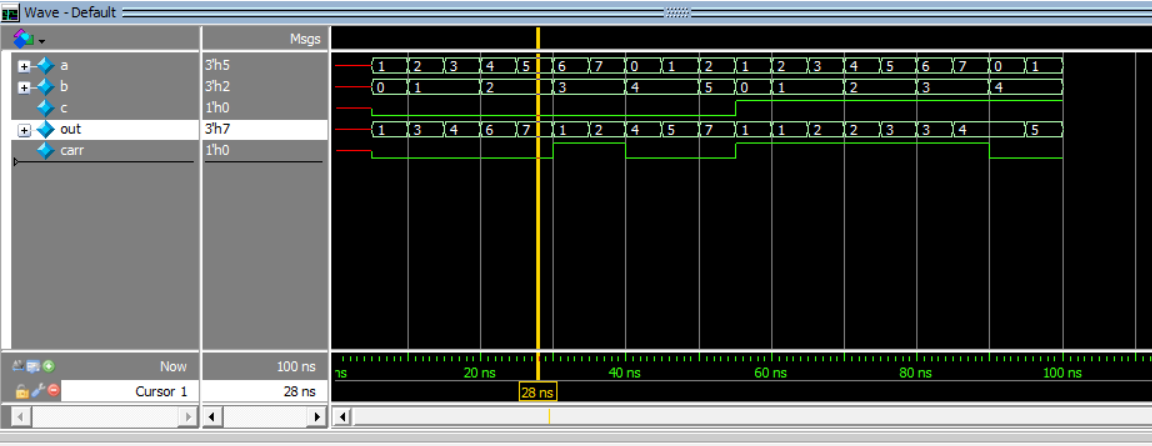 Wave - Default
Msgs
a 3'h5 1 2 3 4 5 6 7 0 1 2 1 2 3 4 5 6 7 0 1
b 3'h2 0 1 2 3 4 5 0 1 2 3 4
c 1'h0
out 3'h7 1 3 4 6 7 1 2 4 5 7 1 1 2 2 3 3 4 5
carr 1'h0
Now 100 ns ns 20 ns 40 ns 60 ns 80 ns 100 ns
Cursor 1 28 ns 28 ns